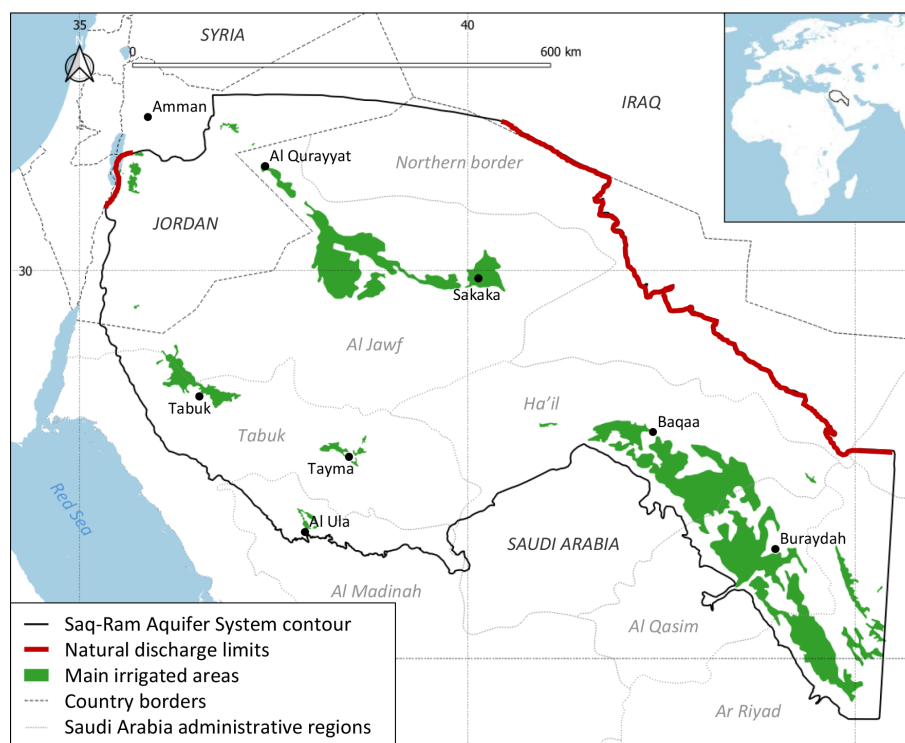 35
40
SYRIA
N
0
600 km
Amman
IRAQ
Al Qurayyat
Northern border
JORDAN
30
Sakaka
Al Jawf
Ha'il
Tabuk
Baqaa
Tabuk
Tayma
Red Sea
Al Ula
SAUDI ARABIA
Buraydah
Al Madinah
Al Qasim
Ar Riyad
Saq-Ram Aquifer System contour
Natural discharge limits
Main irrigated areas
Country borders
Saudi Arabia administrative regions